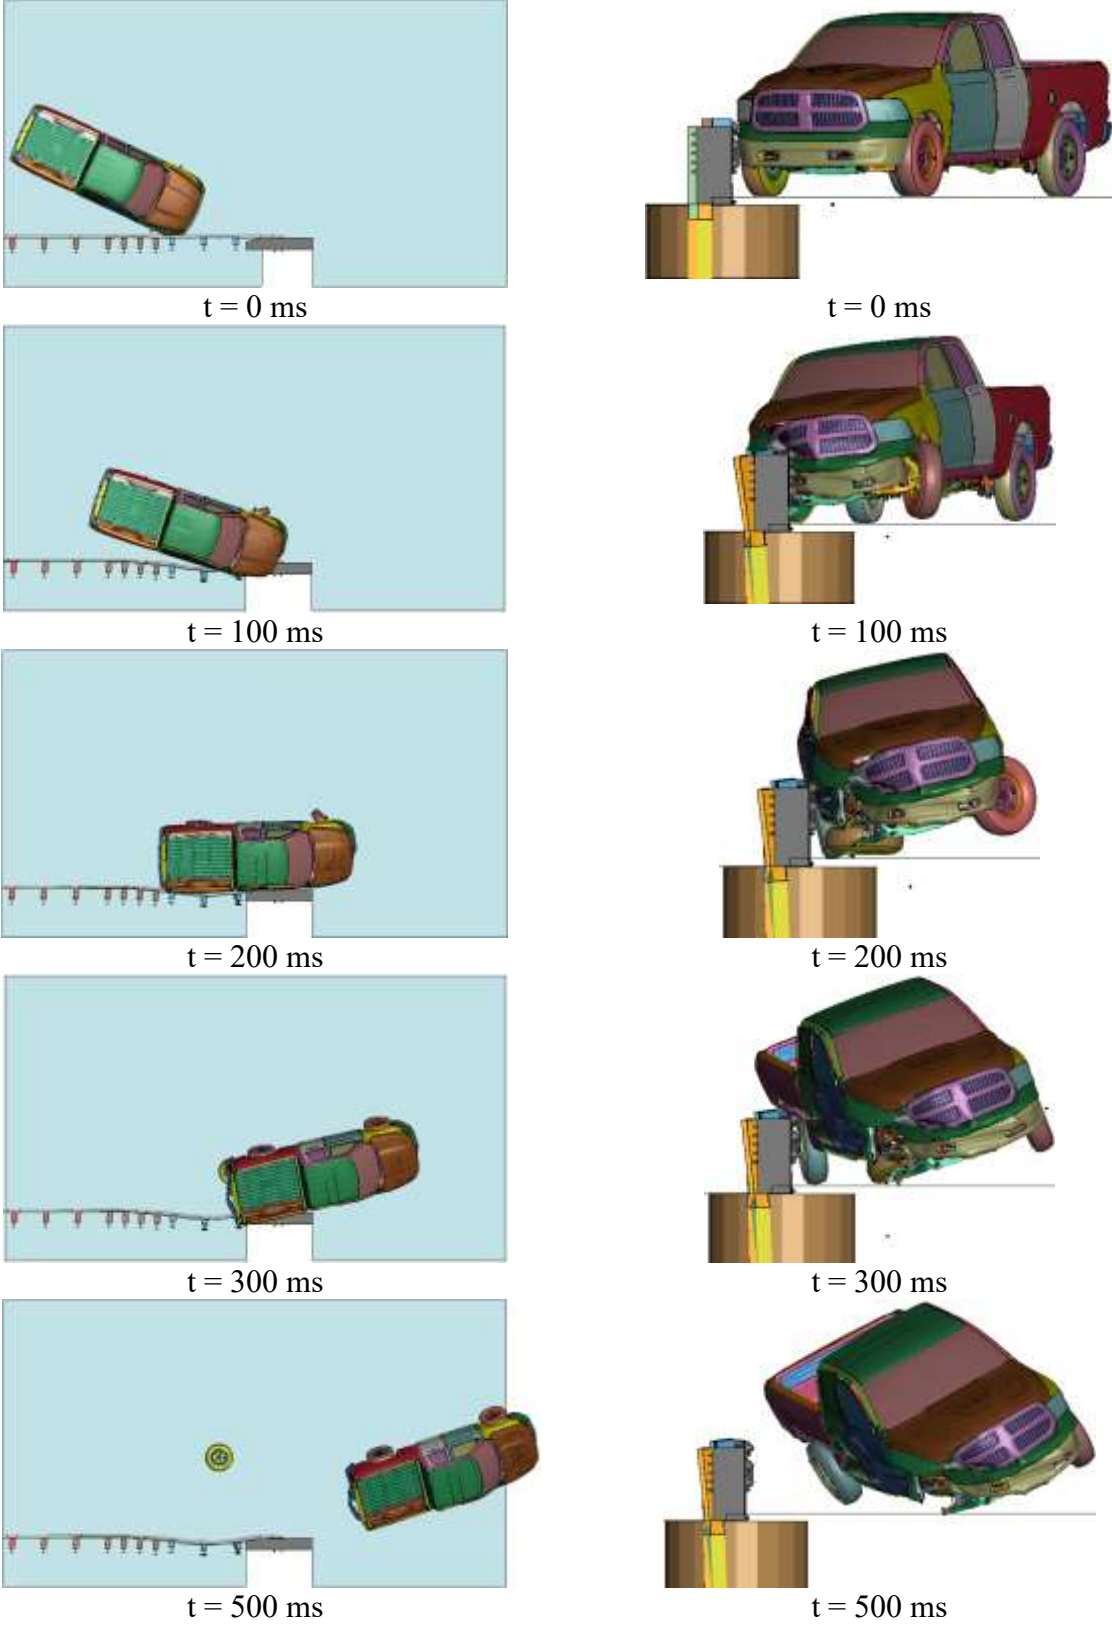 t = 0 ms
t = 0 ms
t = 100 ms
t = 100 ms
t = 200 ms
t = 200 ms
t = 300 ms
t = 300 ms
t = 500 ms
t = 500 ms